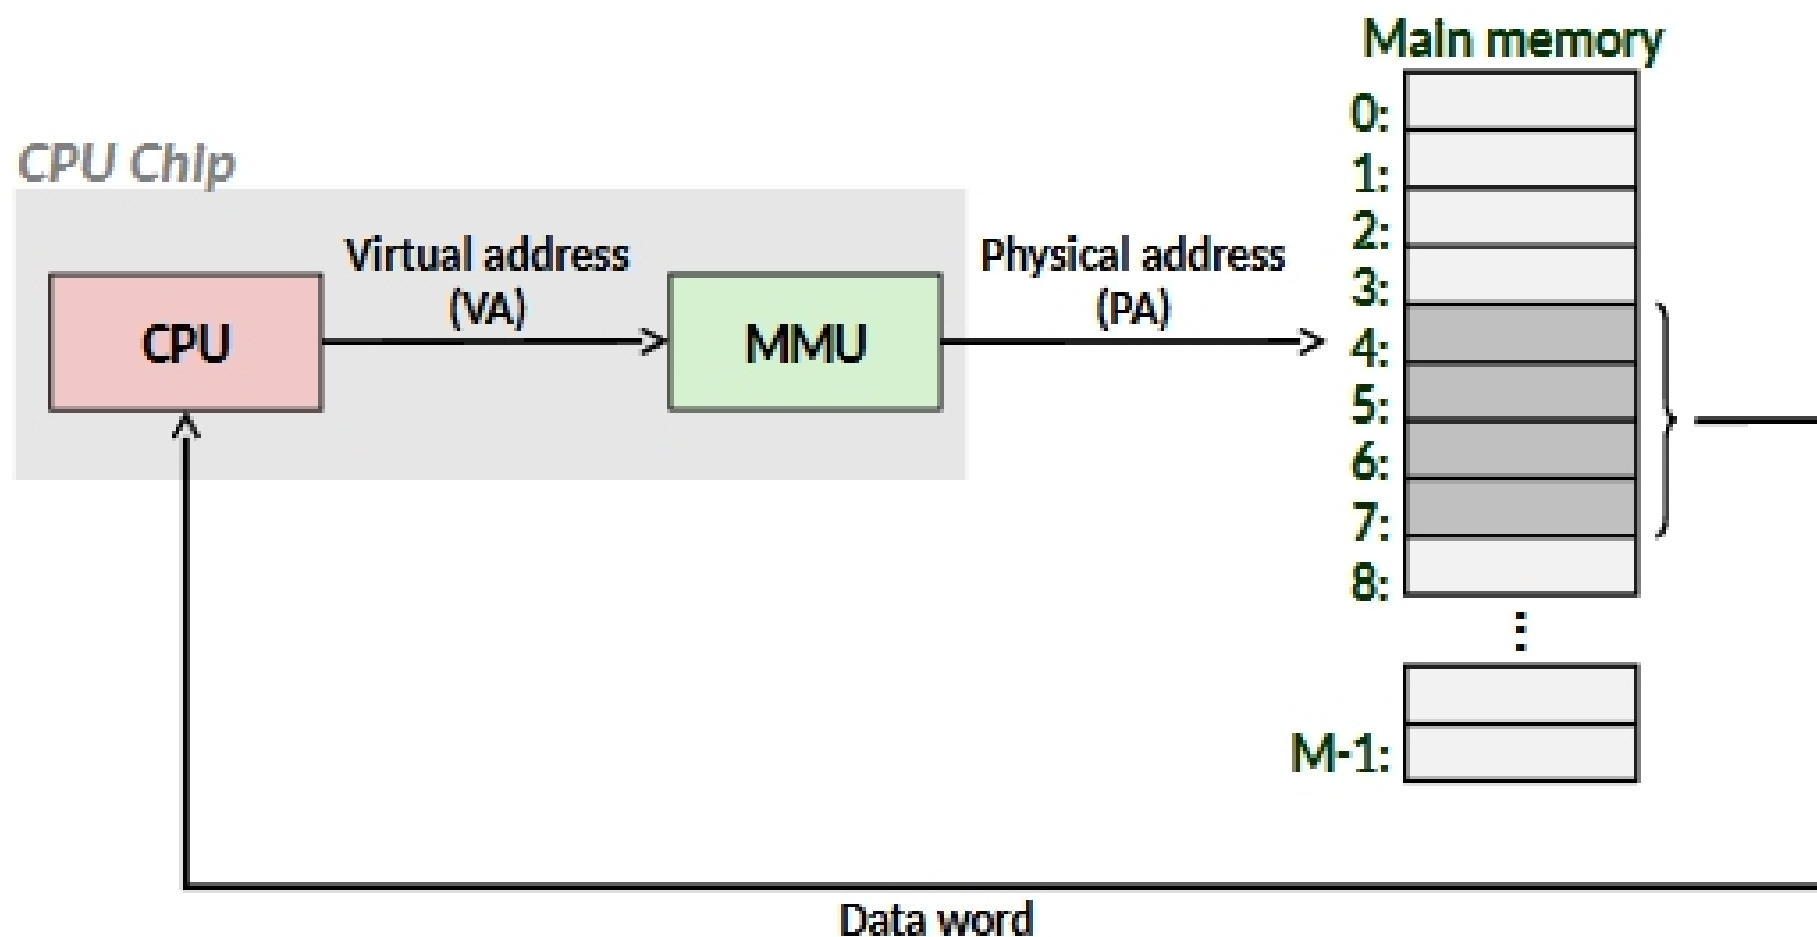 Main memory
0:
CPU Chip
1:
Virtual address
(VA)
Physical address
(PA)
2:
3:
CPU
MMU
4:
5:
6:
7:
8:
⋮
M-1:
Data word